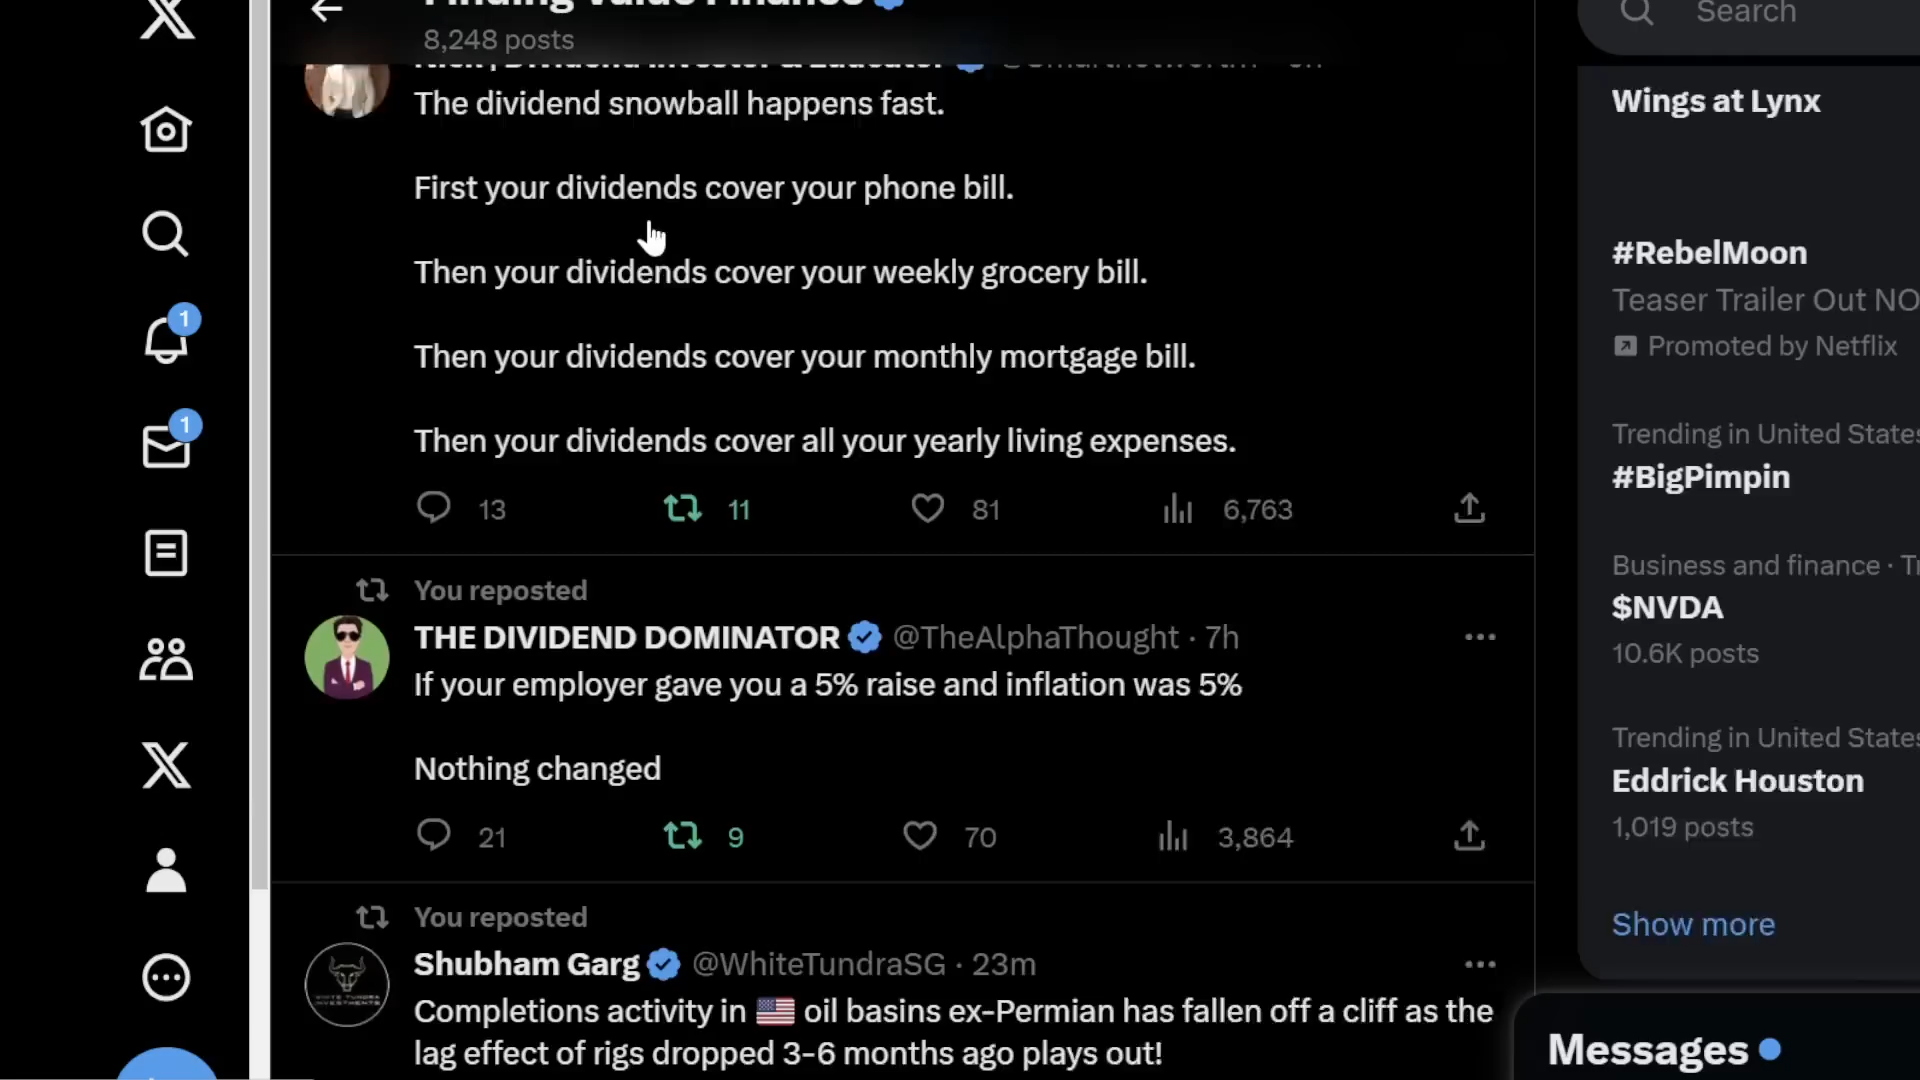 Finding Value Finance
8,248 posts
Search
Nick | Dividend Investor & Educator
The dividend snowball happens fast.
First your dividends cover your phone bill.
Then your dividends cover your weekly grocery bill.
Then your dividends cover your monthly mortgage bill.
Then your dividends cover all your yearly living expenses.
13 11 81 6,763
You reposted
THE DIVIDEND DOMINATOR @TheAlphaThought · 7h
If your employer gave you a 5% raise and inflation was 5%
Nothing changed
21 9 70 3,864
You reposted
Shubham Garg @WhiteTundraSG · 23m
Completions activity in 🇺🇸 oil basins ex-Permian has fallen off a cliff as the
lag effect of rigs dropped 3-6 months ago plays out!
1
1
Wings at Lynx
#RebelMoon
Teaser Trailer Out NO
Promoted by Netflix
Trending in United States
#BigPimpin
Business and finance · Tr
$NVDA
10.6K posts
Trending in United States
Eddrick Houston
1,019 posts
Show more
Messages